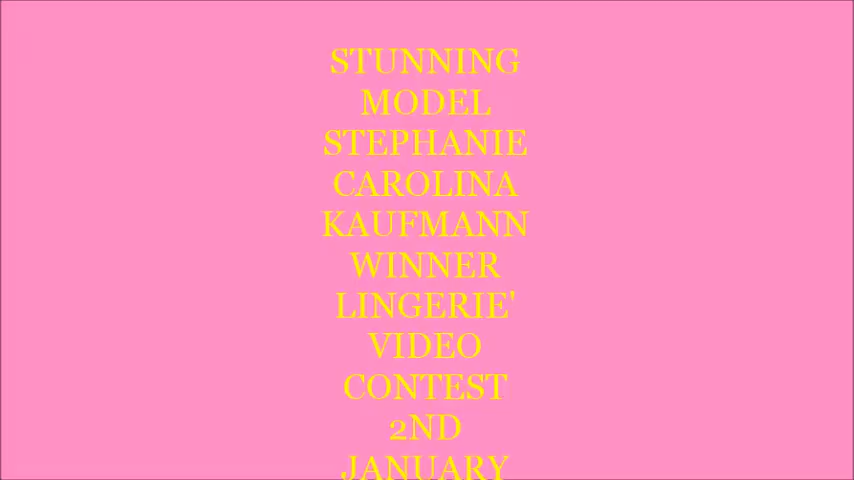 STUNNING
MODEL
STEPHANIE
CAROLINA
KAUFMANN
WINNER
LINGERIE'
VIDEO
CONTEST
2ND
JANUARY